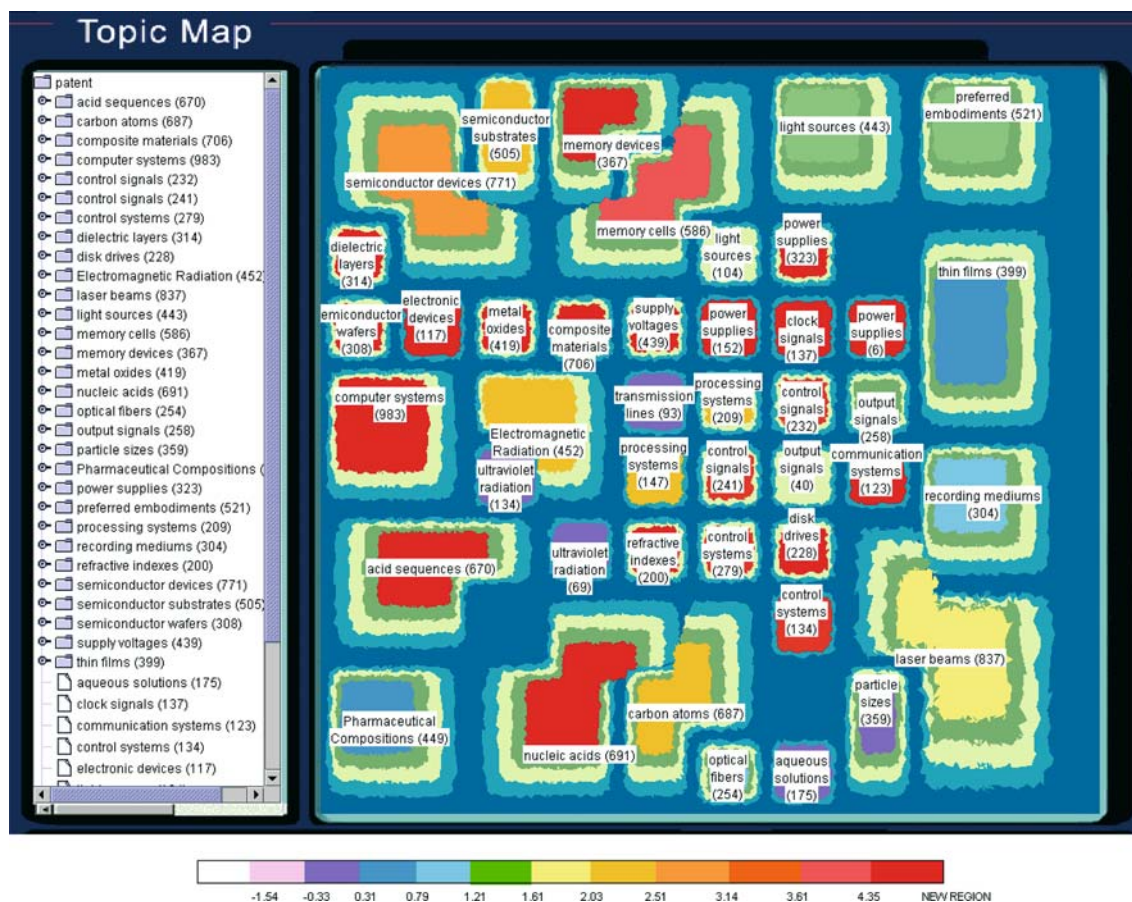 Topic Map
patent
acid sequences (670)
carbon atoms (687)
composite materials (706)
computer systems (983)
control signals (232)
control signals (241)
control systems (279)
dielectric layers (314)
disk drives (228)
Electromagnetic Radiation (452)
laser beams (837)
light sources (443)
memory cells (586)
memory devices (367)
metal oxides (419)
nucleic acids (691)
optical fibers (254)
output signals (258)
particle sizes (359)
Pharmaceutical Compositions (
power supplies (323)
preferred embodiments (521)
processing systems (209)
recording mediums (304)
refractive indexes (200)
semiconductor devices (771)
semiconductor substrates (505)
semiconductor wafers (308)
supply voltages (439)
thin films (399)
aqueous solutions (175)
clock signals (137)
communication systems (123)
control systems (134)
electronic devices (117)
semiconductor
substrates
(505)
memory devices
(367)
light sources (443)
preferred
embodiments (521)
semiconductor devices (771)
memory cells (586)
dielectric
layers
(314)
light
sources
(104)
power
supplies
(323)
thin films (399)
emiconductor
wafers
(308)
electronic
devices
(117)
metal
oxides
(419)
composite
materials
(706)
supply
voltages
(439)
power
supplies
(152)
clock
signals
(137)
power
supplies
(6)
computer systems
(983)
Electromagnetic
Radiation (452)
transmission
lines (93)
processing
systems
(209)
control
signals
(232)
output
signals
(258)
ultraviolet
radiation
(134)
processing
systems
(147)
control
signals
(241)
output
signals
(40)
communication
systems
(123)
recording mediums
(304)
acid sequences (670)
ultraviolet
radiation
(69)
refractive
indexes
(200)
control
systems
(279)
disk
drives
(228)
control
systems
(134)
laser beams (837)
Pharmaceutical
Compositions (449)
nucleic acids (691)
carbon atoms (687)
particle
sizes
(359)
optical
fibers
(254)
aqueous
solutions
(175)
-1.54 -0.33 0.31 0.79 1.21 1.61 2.03 2.51 3.14 3.61 4.35 NEW REGION